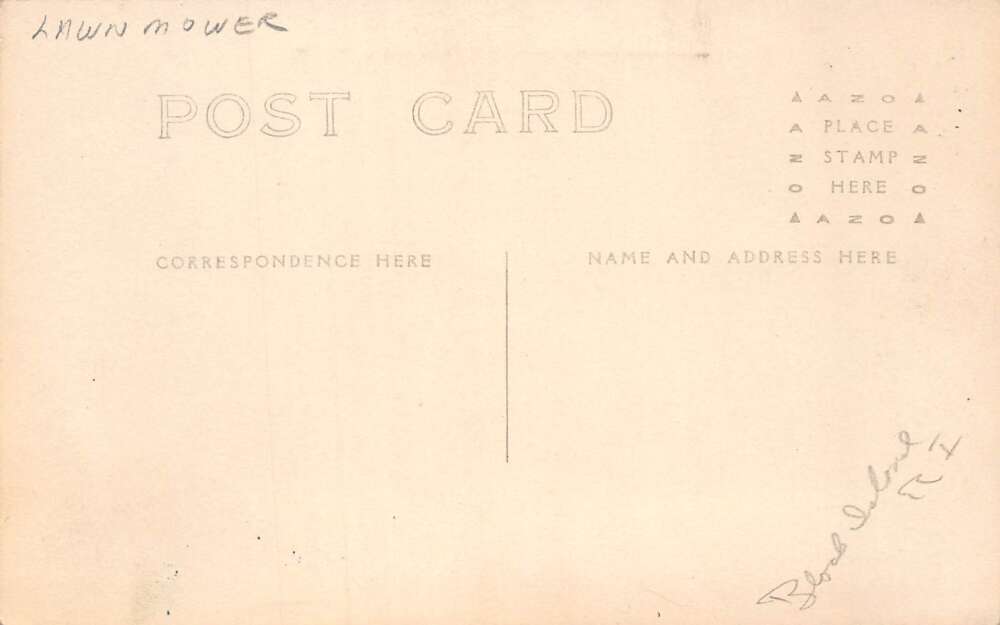 LAWN MOWER
POST CARD
▲ A Z O ▲
A PLACE A
Z STAMP Z
O HERE O
▲ A Z O ▲
CORRESPONDENCE HERE
NAME AND ADDRESS HERE
Block Island